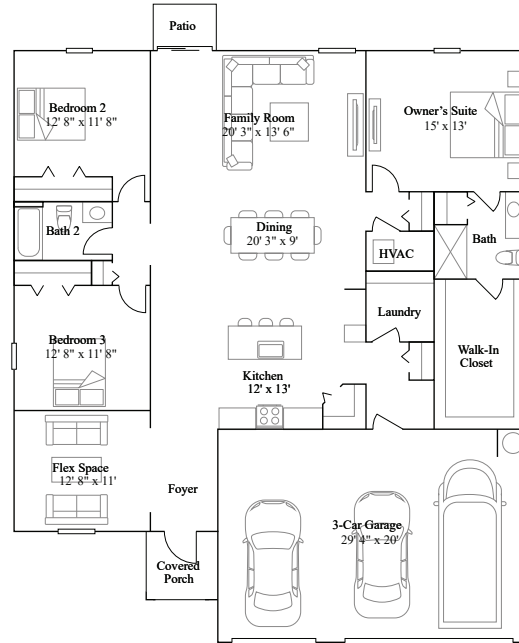 Patio
Bedroom 2
12' 8" x 11' 8"
Family Room
20' 3" x 13' 6"
Owner's Suite
15' x 13'
Bath 2
Dining
20' 3" x 9'
HVAC
Bath
Laundry
Bedroom 3
12' 8" x 11' 8"
Walk-In
Closet
Kitchen
12' x 13'
Flex Space
12' 8" x 11'
Foyer
3-Car Garage
29' 4" x 20'
Covered
Porch